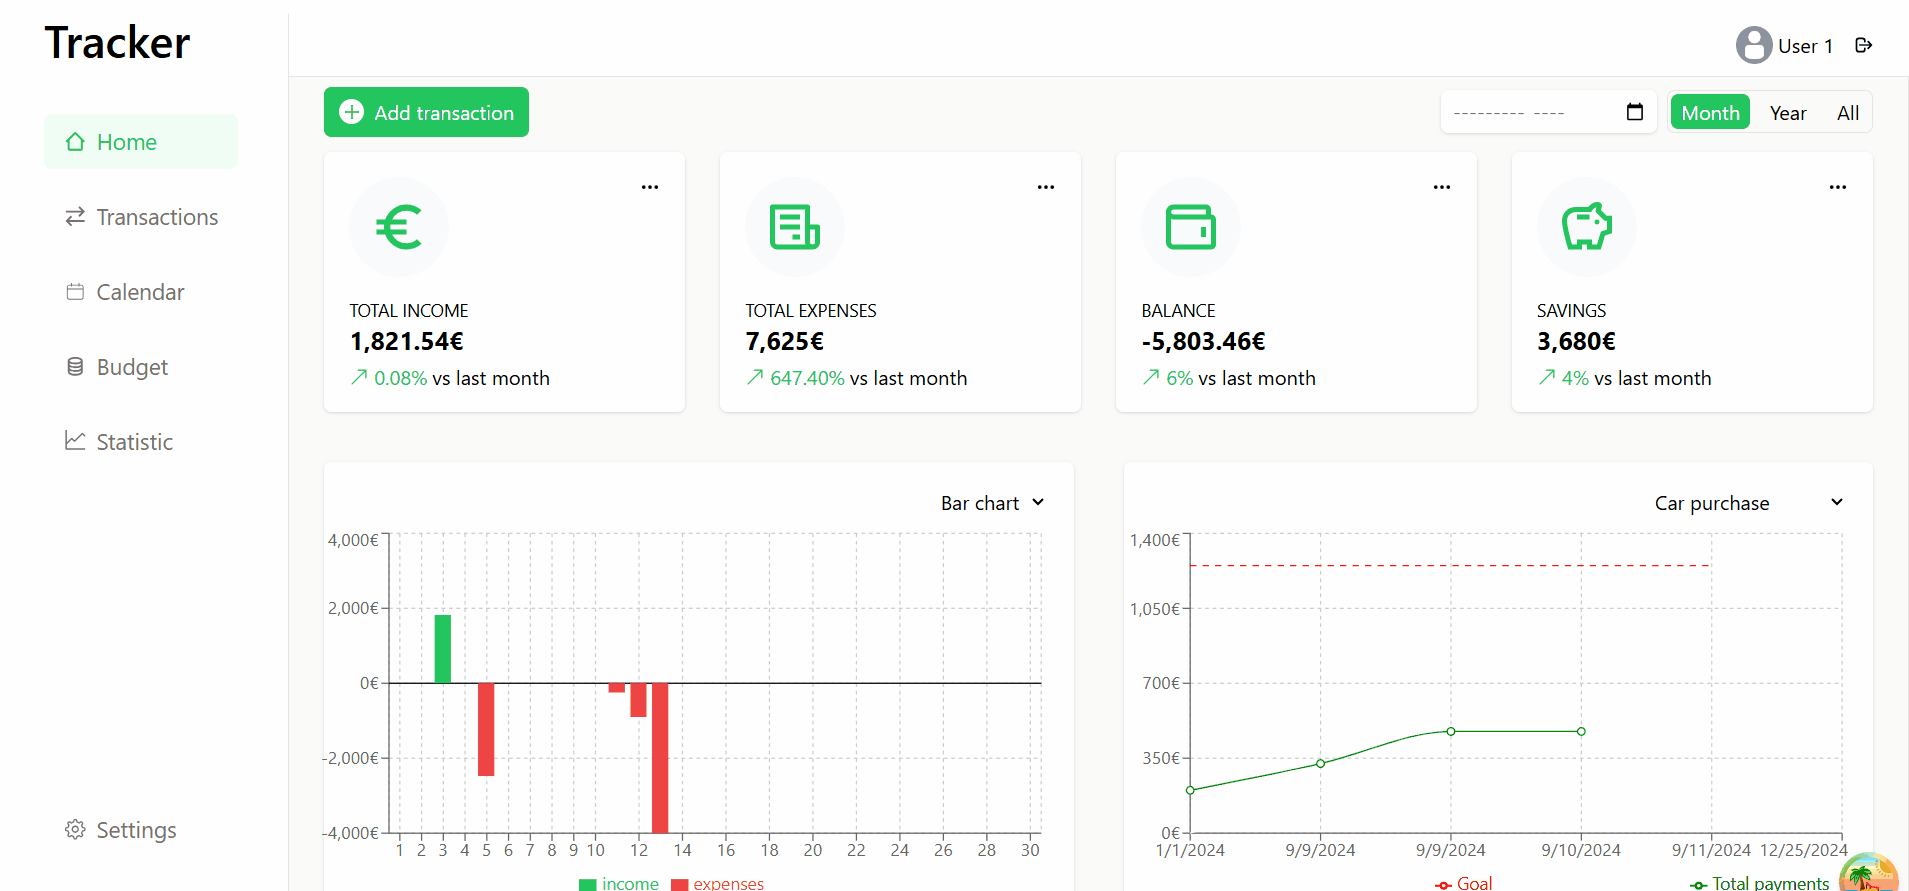 Tracker
User 1
Home
Transactions
Calendar
Budget
Statistic
Settings
Add transaction
--------- ----
Month Year All
TOTAL INCOME
1,821.54€
0.08% vs last month
TOTAL EXPENSES
7,625€
647.40% vs last month
BALANCE
-5,803.46€
6% vs last month
SAVINGS
3,680€
4% vs last month
Bar chart
4,000€
2,000€
0€
-2,000€
-4,000€
1 2 3 4 5 6 7 8 9 10 12 14 16 18 20 22 24 26 28 30
income expenses
Car purchase
1,400€
1,050€
700€
350€
0€
1/1/2024 9/9/2024 9/9/2024 9/10/2024 9/11/2024 12/25/2024
Goal Total payments